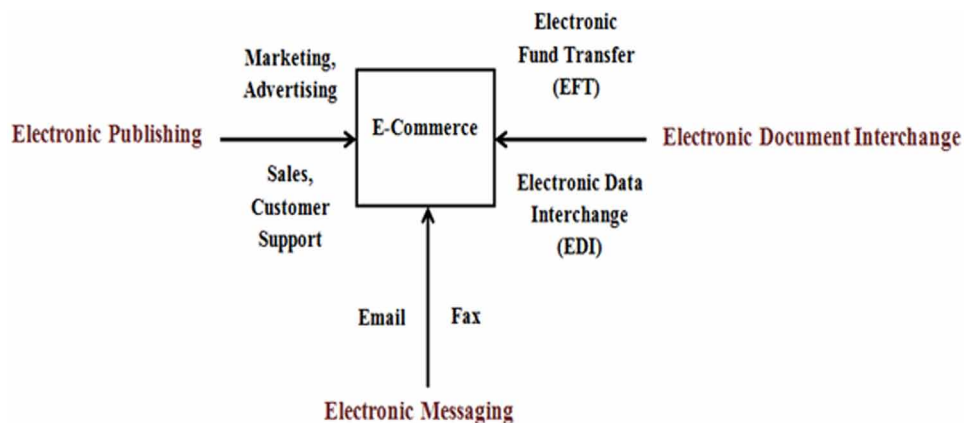 Marketing,
Advertising
Electronic
Fund Transfer
(EFT)
E-Commerce
Electronic Publishing
Electronic Document Interchange
Sales,
Customer
Support
Electronic Data
Interchange
(EDI)
Email
Fax
Electronic Messaging